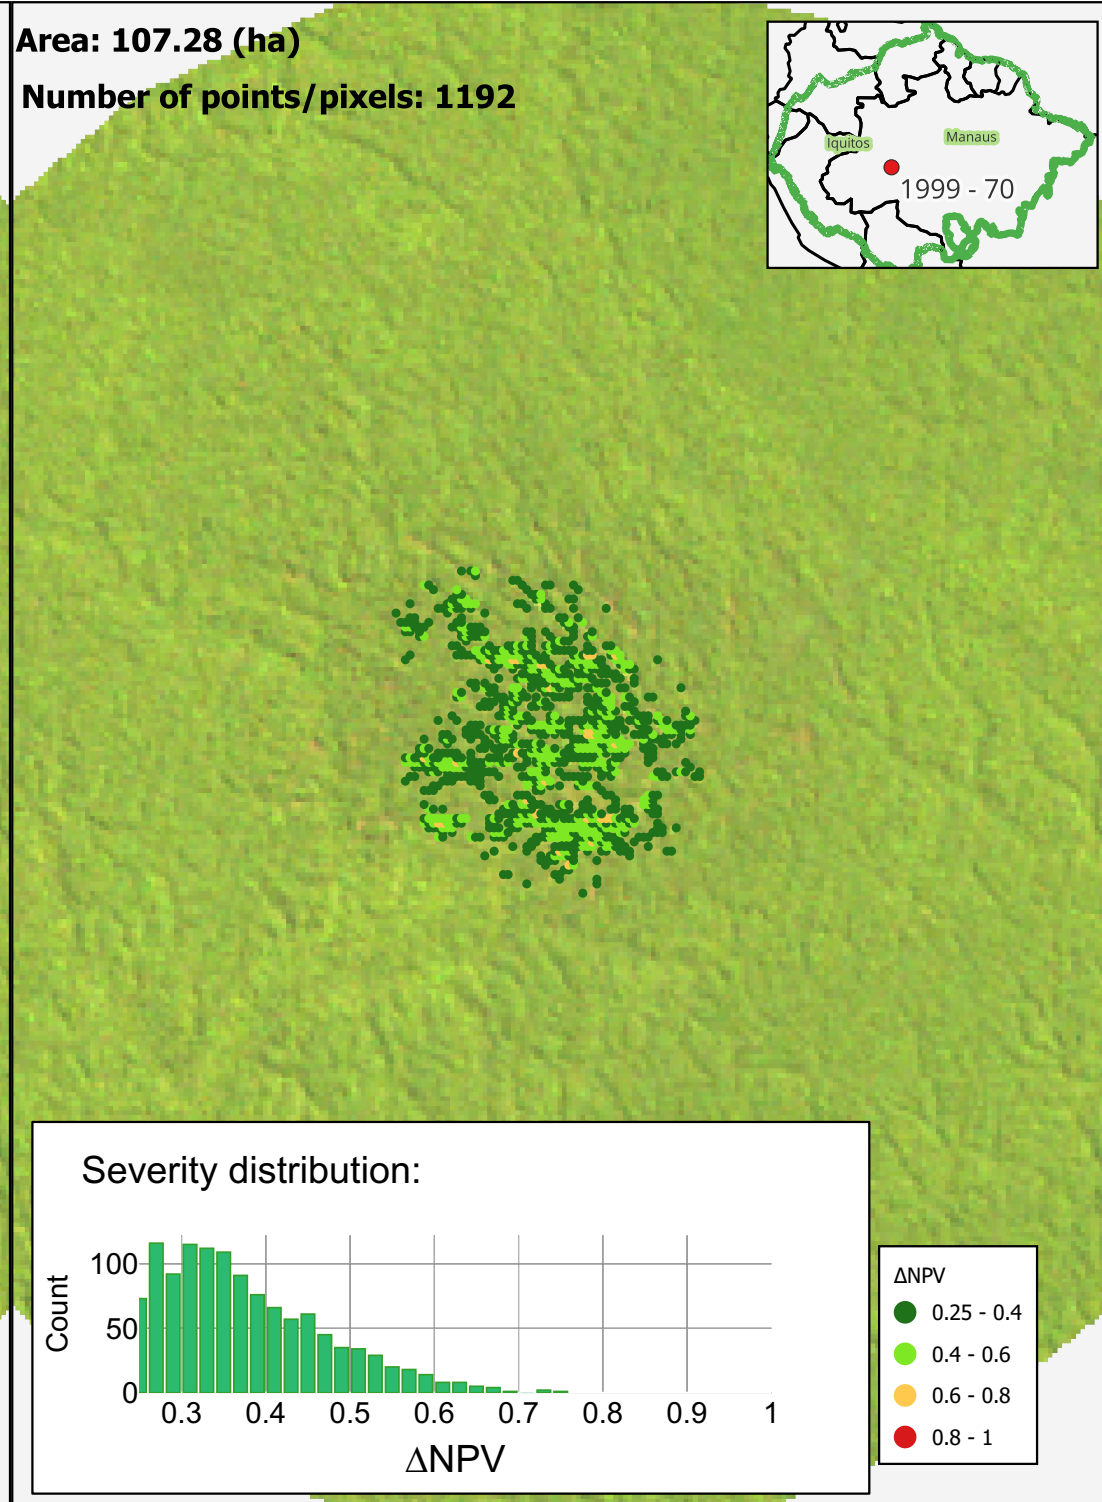 Area: 107.28 (ha)
Number of points/pixels: 1192
Iquitos
Manaus
1999 - 70
Severity distribution:
Count
100
50
0
0.3 0.4 0.5 0.6 0.7 0.8 0.9 1
ΔNPV
ΔNPV
0.25 - 0.4
0.4 - 0.6
0.6 - 0.8
0.8 - 1